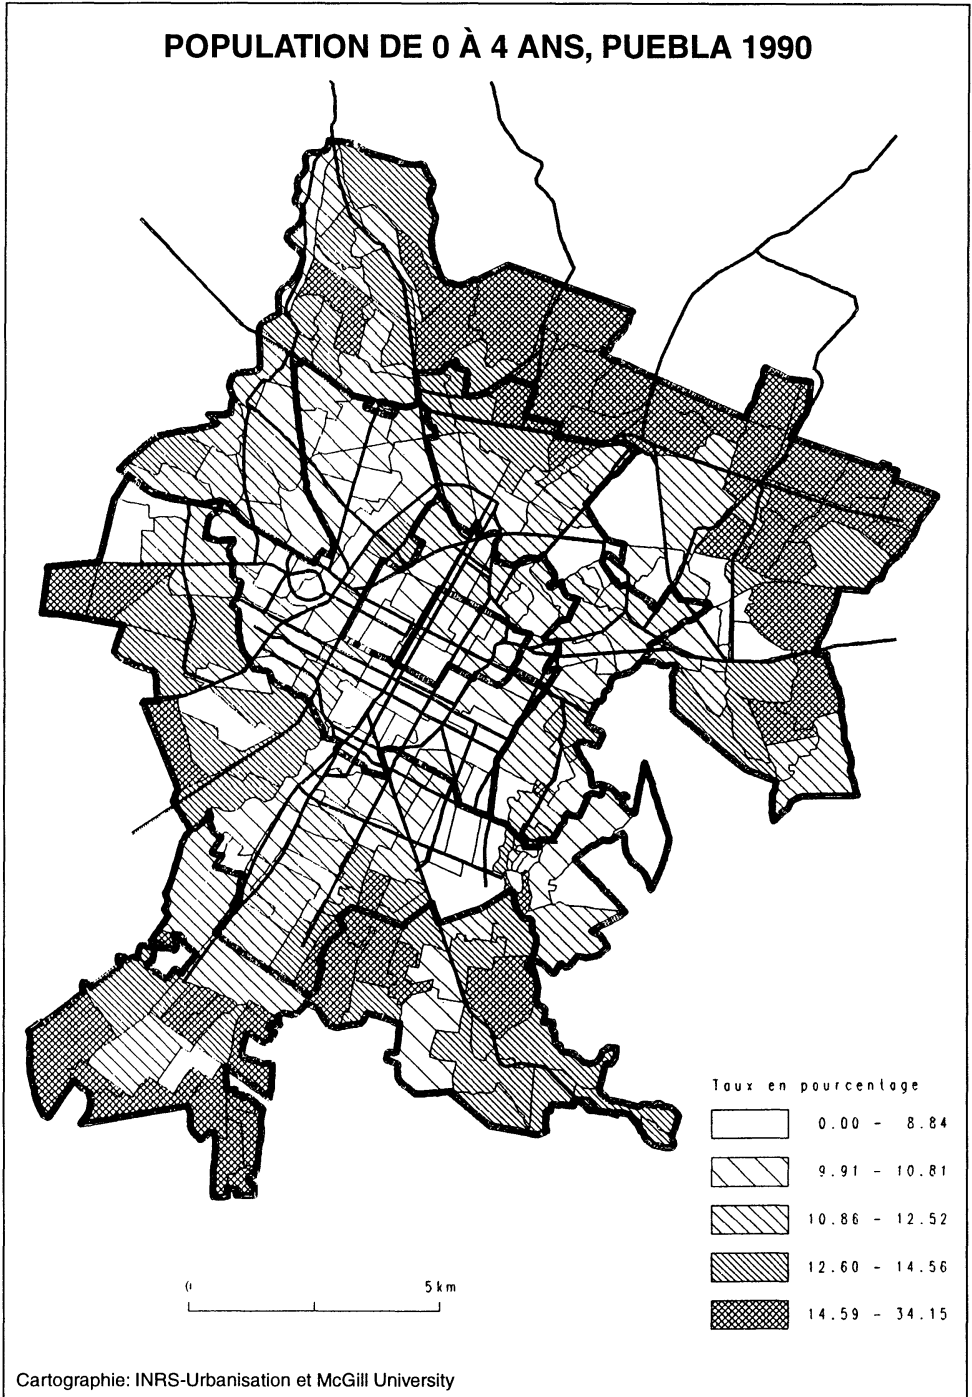 POPULATION DE 0 À 4 ANS, PUEBLA 1990
Taux en pourcentage
0.00 - 8.84
9.91 - 10.81
10.86 - 12.52
12.60 - 14.56
14.59 - 34.15
0 5 km
Cartographie: INRS-Urbanisation et McGill University